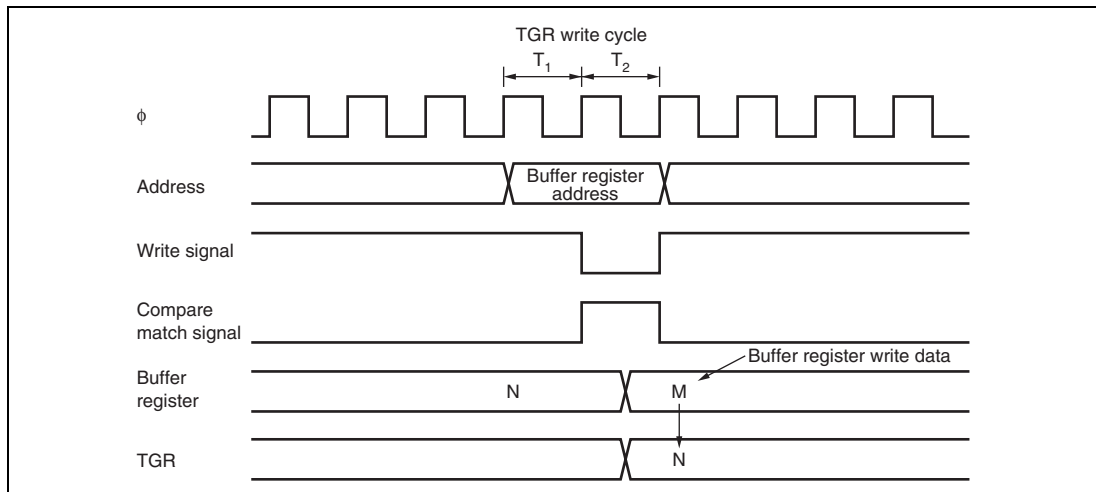 TGR write cycle
T1 T2
φ
Address
Buffer register
address
Write signal
Compare
match signal
Buffer register write data
Buffer
register
N M
TGR
N